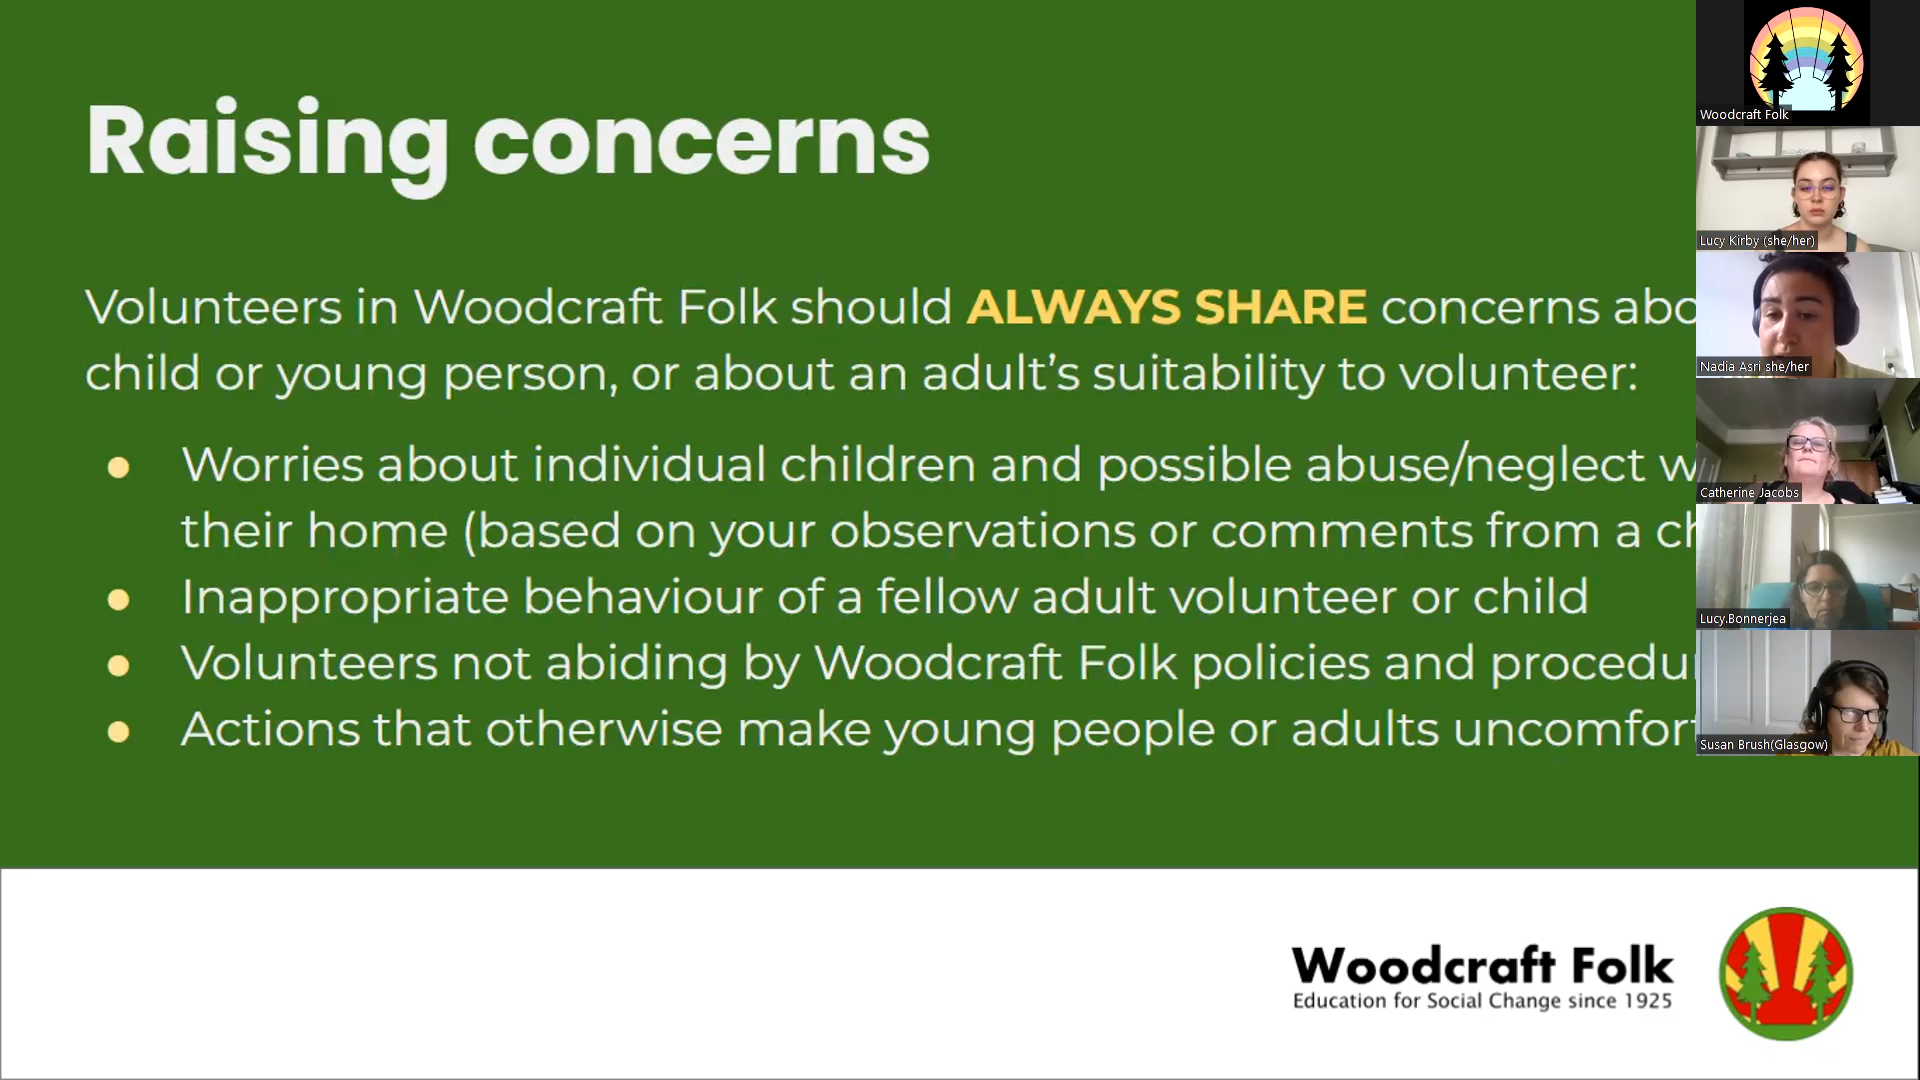 Raising concerns
Volunteers in Woodcraft Folk should ALWAYS SHARE concerns
child or young person, or about an adult's suitability to volunteer:
● Worries about individual children and possible abuse/neglect
their home (based on your observations or comments from a
● Inappropriate behaviour of a fellow adult volunteer or child
● Volunteers not abiding by Woodcraft Folk policies and
● Actions that otherwise make young people or adults
Woodcraft Folk
Education for Social Change since 1925
Woodcraft Folk
Lucy Kirby (she/her)
Nadia Asri she/her
Catherine Jacobs
Lucy.Bonnerjea
Susan Brush(Glasgow)